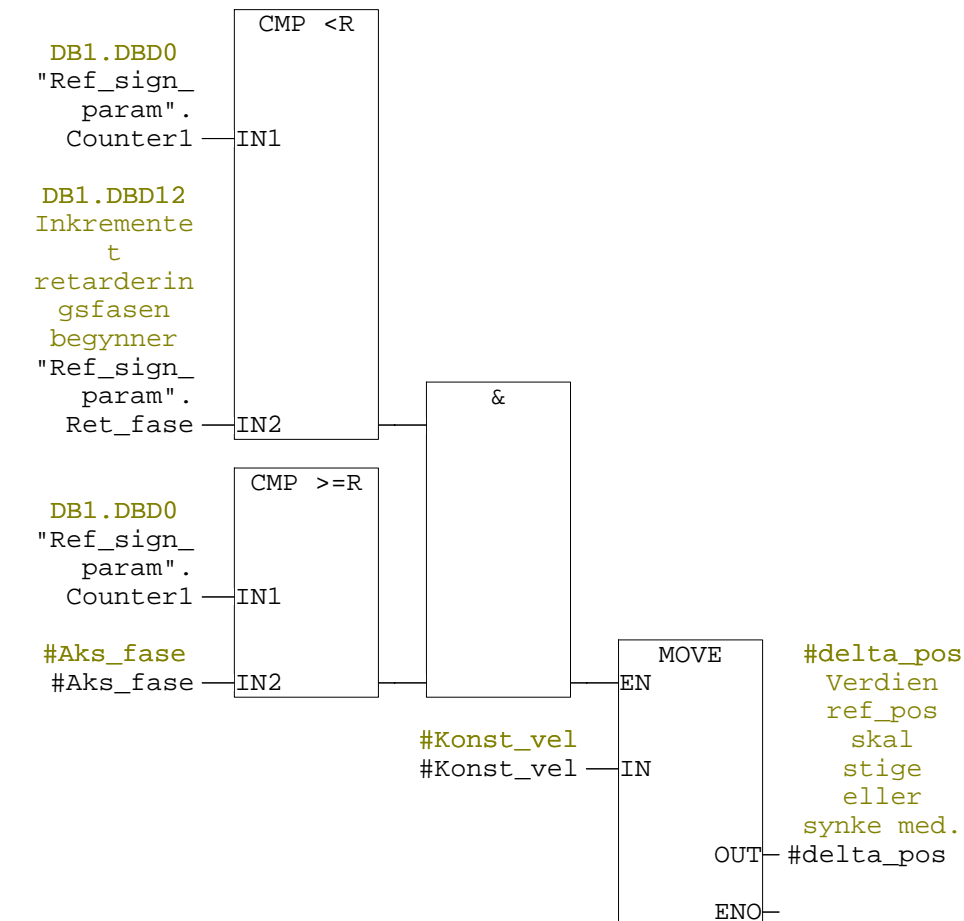 CMP <R
DB1.DBD0
"Ref_sign_
param".
Counter1
IN1
DB1.DBD12
Inkremente
t
retarderin
gsfasen
begynner
"Ref_sign_
param".
Ret_fase
IN2
&
CMP >=R
DB1.DBD0
"Ref_sign_
param".
Counter1
IN1
#Aks_fase
#Aks_fase
IN2
MOVE
EN
#Konst_vel
#Konst_vel
IN
#delta_pos
Verdien
ref_pos
skal
stige
eller
synke med.
OUT
#delta_pos
ENO